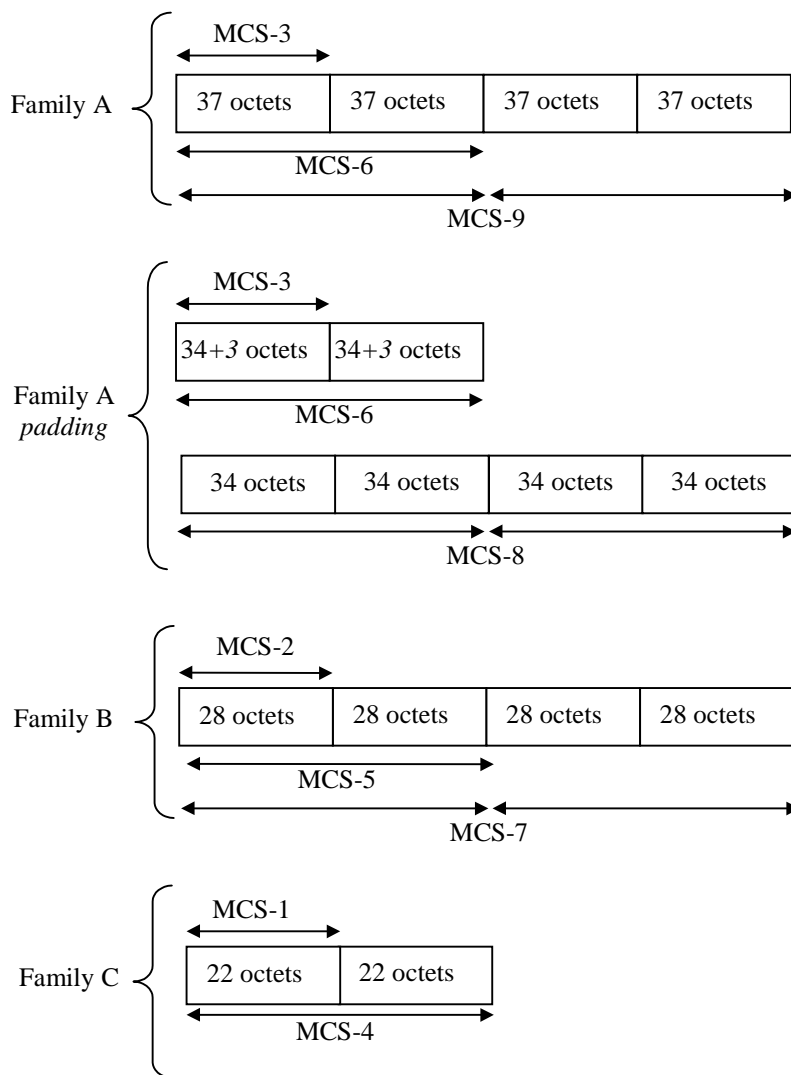 MCS-3
Family A
37 octets 37 octets 37 octets 37 octets
MCS-6
MCS-9
MCS-3
34+3 octets 34+3 octets
Family A
padding
MCS-6
34 octets 34 octets 34 octets 34 octets
MCS-8
MCS-2
Family B
28 octets 28 octets 28 octets 28 octets
MCS-5
MCS-7
MCS-1
Family C
22 octets 22 octets
MCS-4